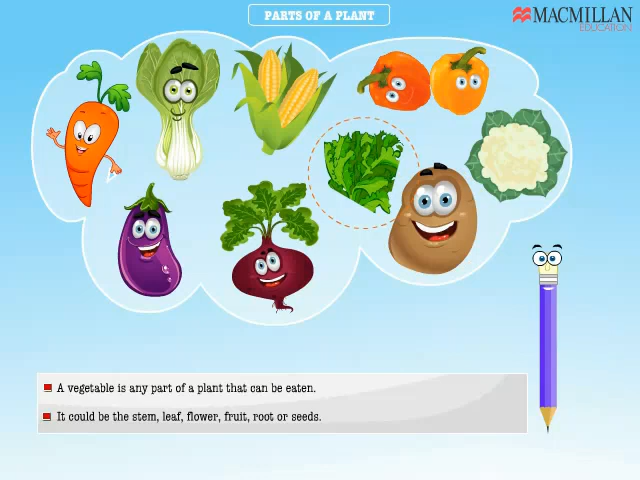 PARTS OF A PLANT
MACMILLAN
EDUCATION
A vegetable is any part of a plant that can be eaten.
It could be the stem, leaf, flower, fruit, root or seeds.